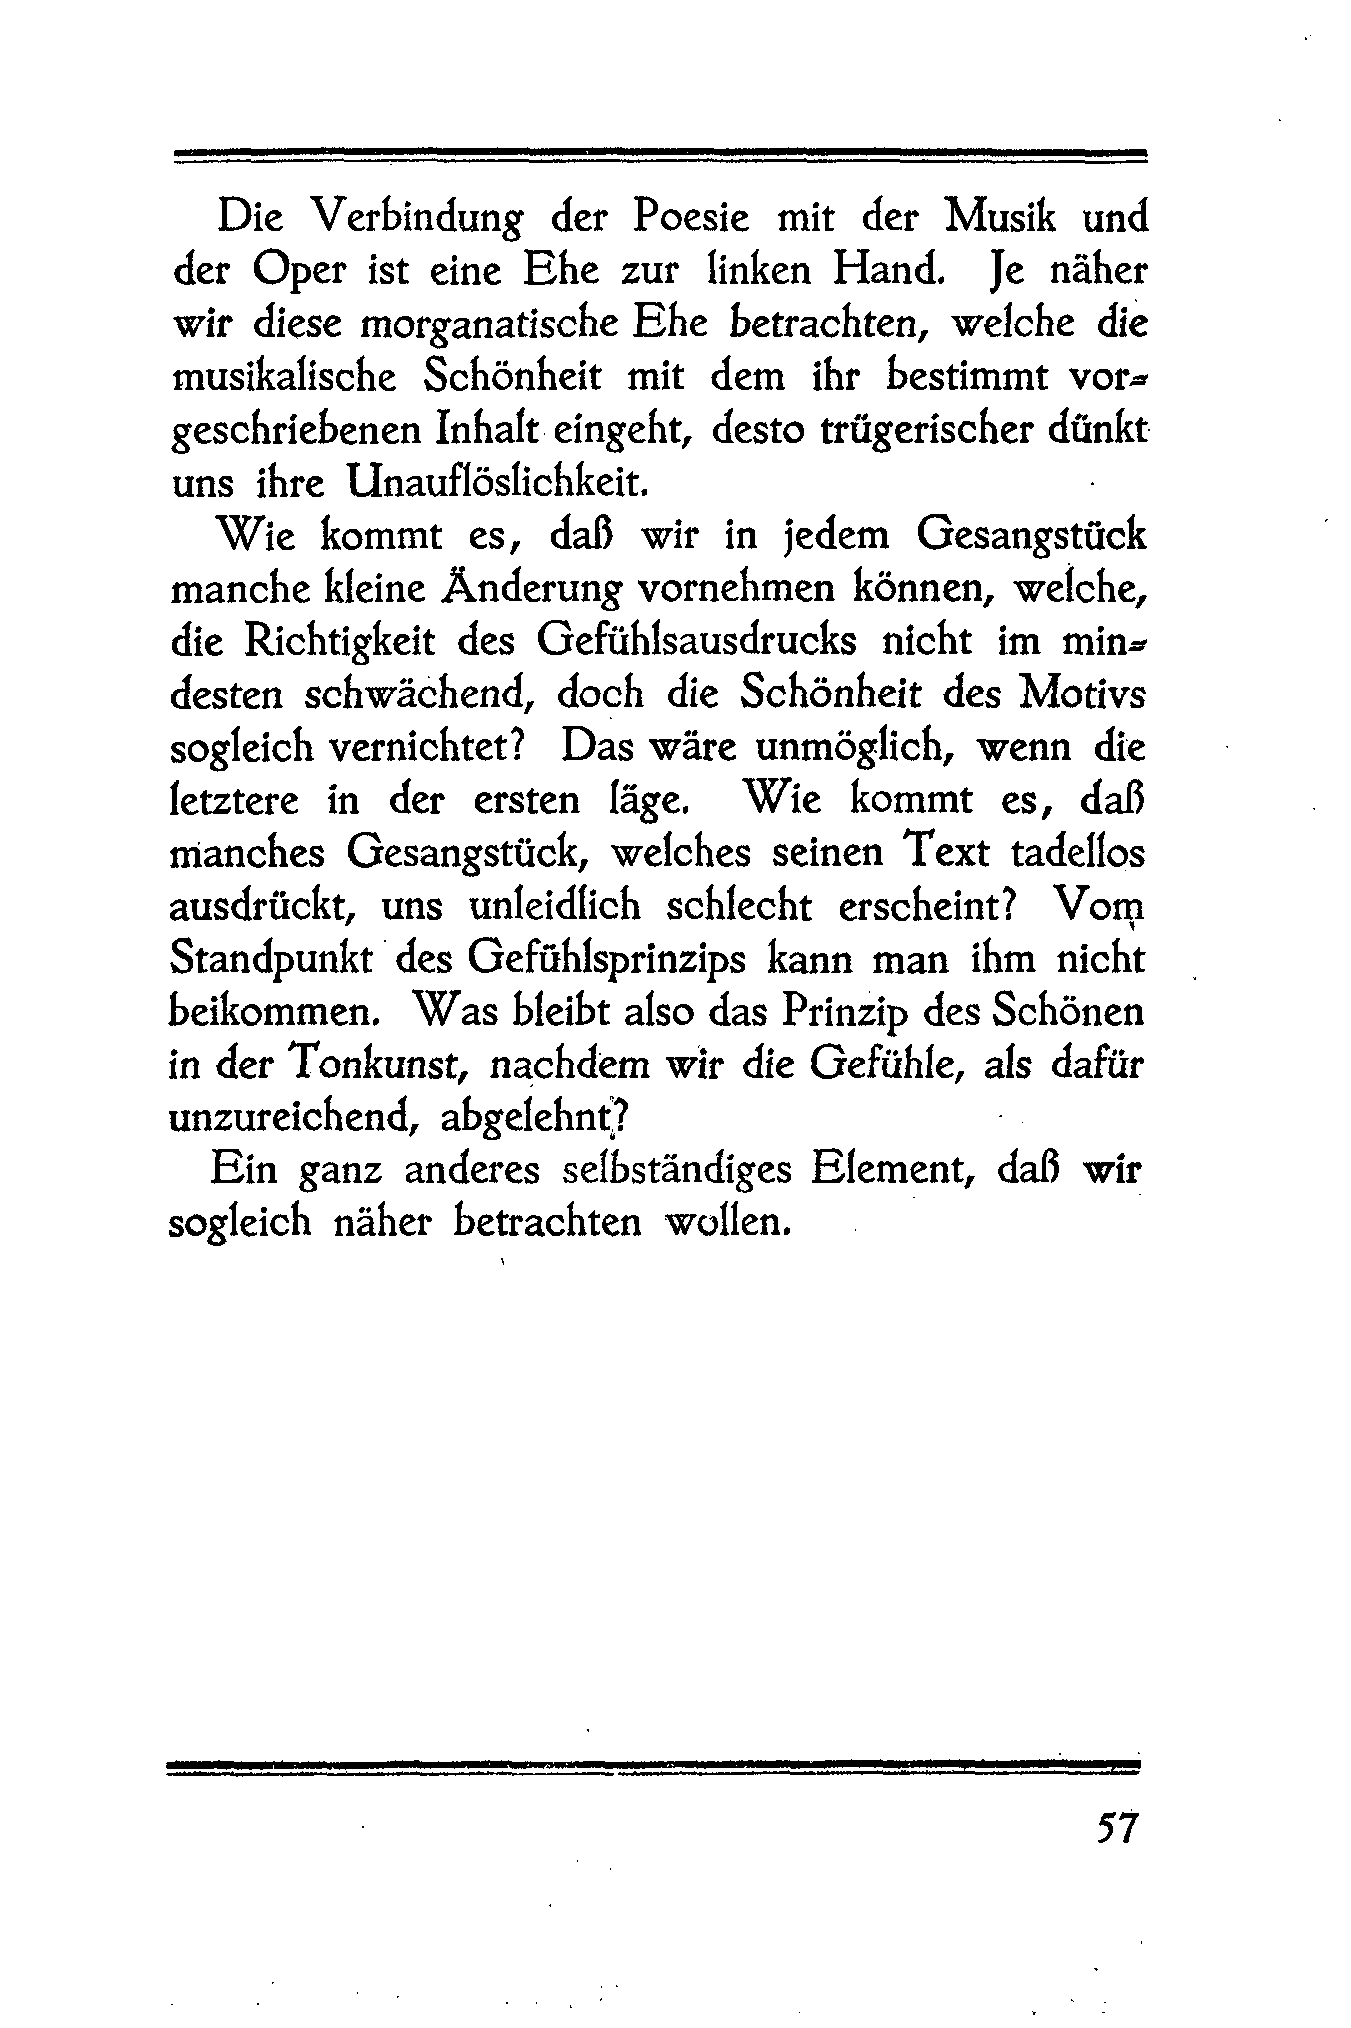 Die Verbindung der Poesie mit der Musik und
der Oper ist eine Ehe zur linken Hand. Je näher
wir diese morganatische Ehe betrachten, welche die
musikalische Schönheit mit dem ihr bestimmt vor-
geschriebenen Inhalt eingeht, desto trügerischer dünkt
uns ihre Unauflöslichkeit.
Wie kommt es, daß wir in jedem Gesangstück
manche kleine Änderung vornehmen können, welche,
die Richtigkeit des Gefühlsausdrucks nicht im min-
desten schwächend, doch die Schönheit des Motivs
sogleich vernichtet? Das wäre unmöglich, wenn die
letztere in der ersten läge. Wie kommt es, daß
manches Gesangstück, welches seinen Text tadellos
ausdrückt, uns unleidlich schlecht erscheint? Vom
Standpunkt des Gefühlsprinzips kann man ihm nicht
beikommen. Was bleibt also das Prinzip des Schönen
in der Tonkunst, nachdem wir die Gefühle, als dafür
unzureichend, abgelehnt?
Ein ganz anderes selbständiges Element, daß wir
sogleich näher betrachten wollen.
57